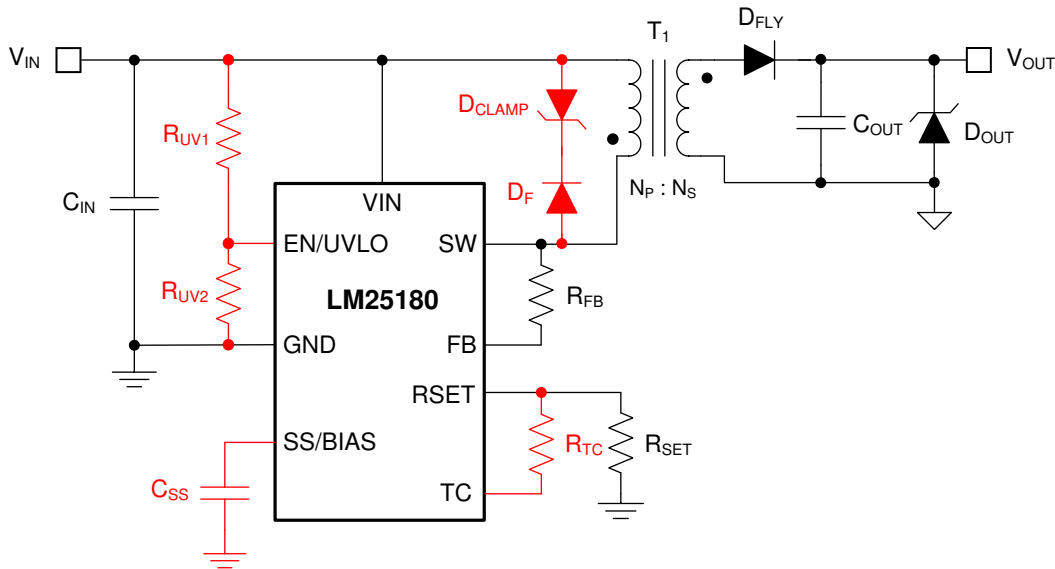 T1
DFLY
VIN
VOUT
DCLAMP
RUV1
COUT
DOUT
CIN
VIN
DF
NP : NS
EN/UVLO
SW
RUV2
LM25180
RFB
GND
FB
RSET
SS/BIAS
RTC
RSET
CSS
TC